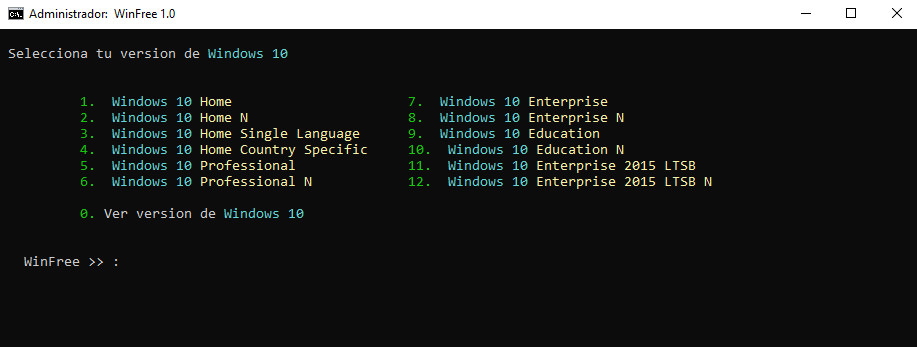 Administrador: WinFree 1.0
Selecciona tu version de Windows 10
1. Windows 10 Home 7. Windows 10 Enterprise
2. Windows 10 Home N 8. Windows 10 Enterprise N
3. Windows 10 Home Single Language 9. Windows 10 Education
4. Windows 10 Home Country Specific 10. Windows 10 Education N
5. Windows 10 Professional 11. Windows 10 Enterprise 2015 LTSB
6. Windows 10 Professional N 12. Windows 10 Enterprise 2015 LTSB N
0. Ver version de Windows 10
WinFree >> :